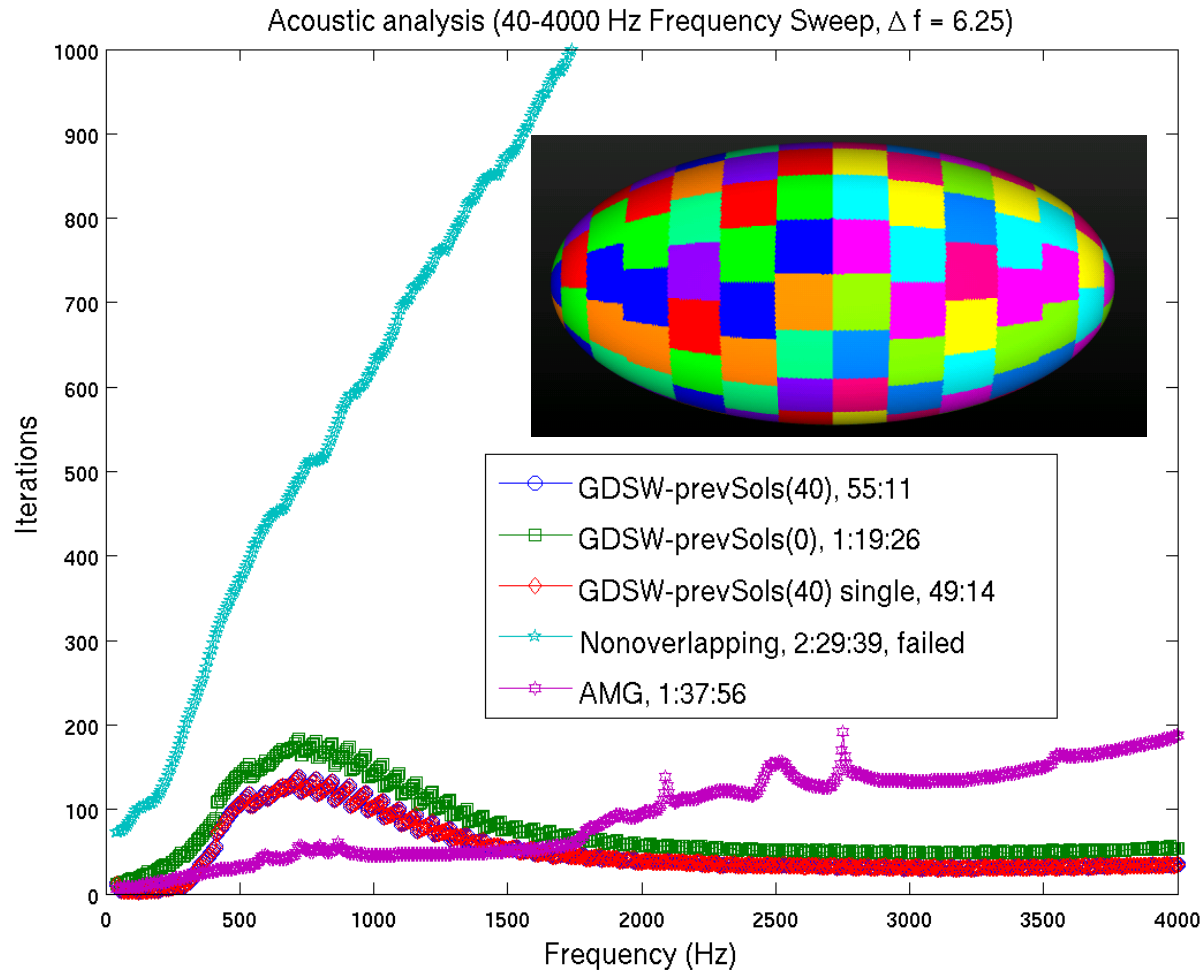 Acoustic analysis (40-4000 Hz Frequency Sweep, Δ f = 6.25)
1000
900
800
700
600
500
400
300
200
100
0
Iterations
GDSW-prevSols(40), 55:11
GDSW-prevSols(0), 1:19:26
GDSW-prevSols(40) single, 49:14
Nonoverlapping, 2:29:39, failed
AMG, 1:37:56
0 500 1000 1500 2000 2500 3000 3500 4000
Frequency (Hz)